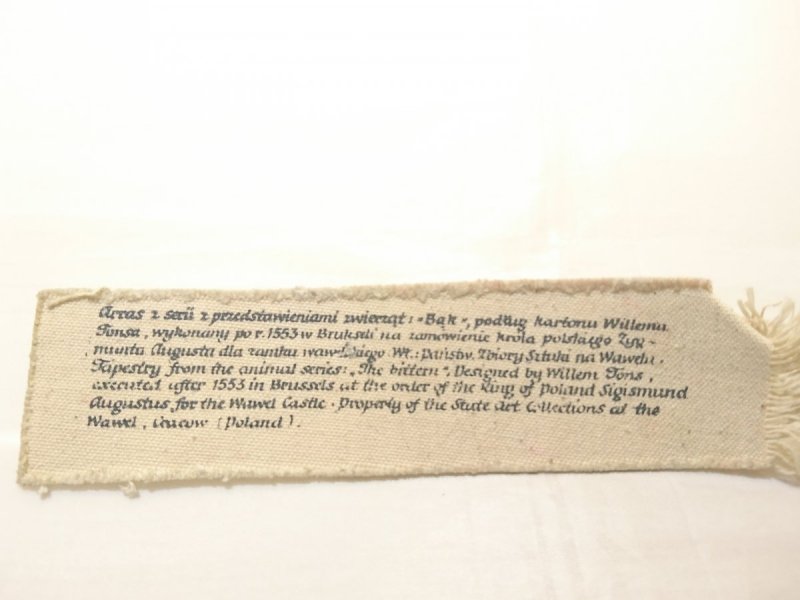 Arras z serii z przedstawieniami zwierząt: „Bąk”, podług kartonu Willema
Tonsa, wykonany po r. 1553 w Brukseli na zamówienie króla polskiego Zyg-
munta Augusta dla zamku wawelskiego. Wł.: Państw. Zbiory Sztuki na Wawelu.
Tapestry from the animal series: „The bittern”. Designed by Willem Tons,
executed after 1553 in Brussels at the order of the king of Poland Sigismund
Augustus, for the Wawel Castle. Property of the State Art Collections at the
Wawel, Cracow (Poland).